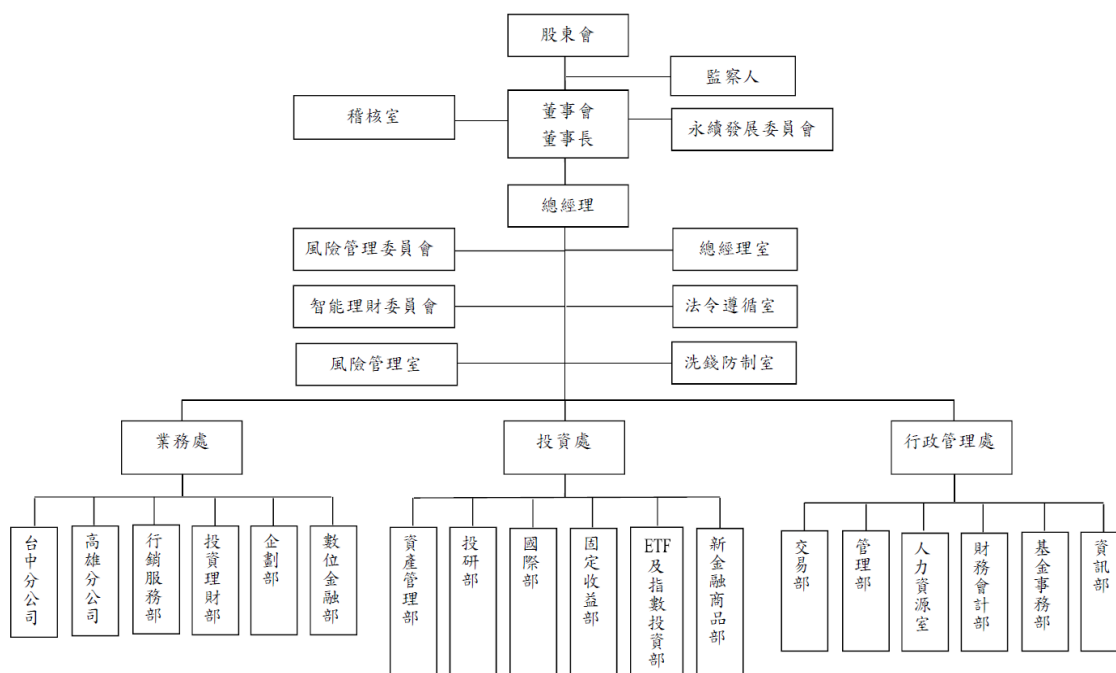 股東會
監察人
稽核室
董事會
董事長
永續發展委員會
總經理
風險管理委員會
總經理室
智能理財委員會
法令遵循室
風險管理室
洗錢防制室
業務處
投資處
行政管理處
台中分公司
高雄分公司
行銷服務部
投資理財部
企劃部
數位金融部
資產管理部
投研部
國際部
固定收益部
ETF及指數投資部
新金融商品部
交易部
管理部
人力資源室
財務會計部
基金事務部
資訊部